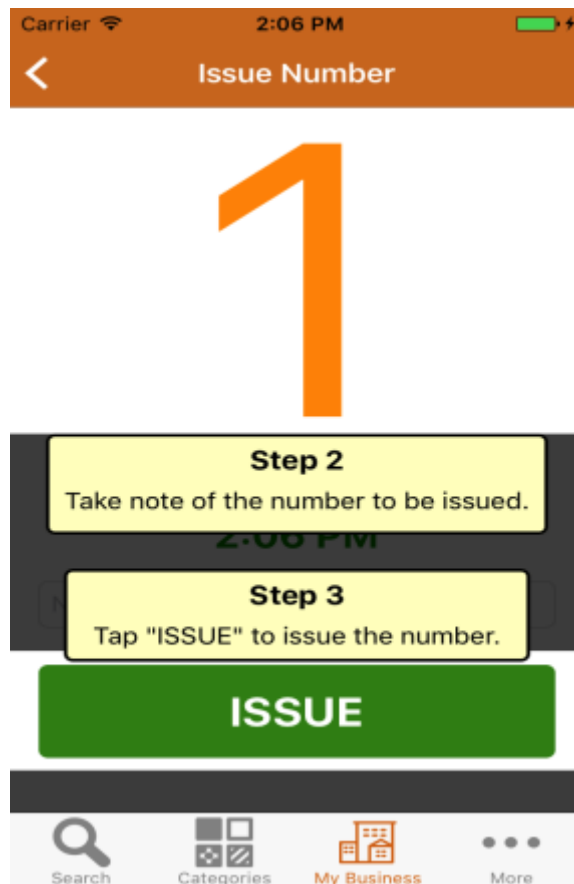 Carrier 2:06 PM
Issue Number
1
Step 2
Take note of the number to be issued.
2:06 PM
Step 3
Tap "ISSUE" to issue the number.
ISSUE
Search Categories My Business More